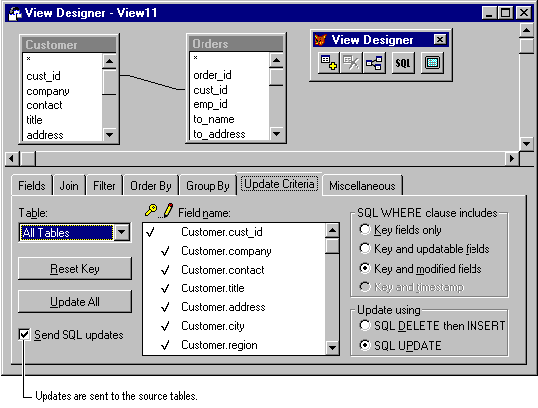 View Designer - View11
Customer
*
cust_id
company
contact
title
address
Orders
*
order_id
cust_id
emp_id
to_name
to_address
View Designer
SQL
Fields
Join
Filter
Order By
Group By
Update Criteria
Miscellaneous
Table:
All Tables
Reset Key
Update All
Send SQL updates
Field name:
Customer.cust_id
Customer.company
Customer.contact
Customer.title
Customer.address
Customer.city
Customer.region
SQL WHERE clause includes
Key fields only
Key and updatable fields
Key and modified fields
Key and timestamp
Update using
SQL DELETE then INSERT
SQL UPDATE
Updates are sent to the source tables.